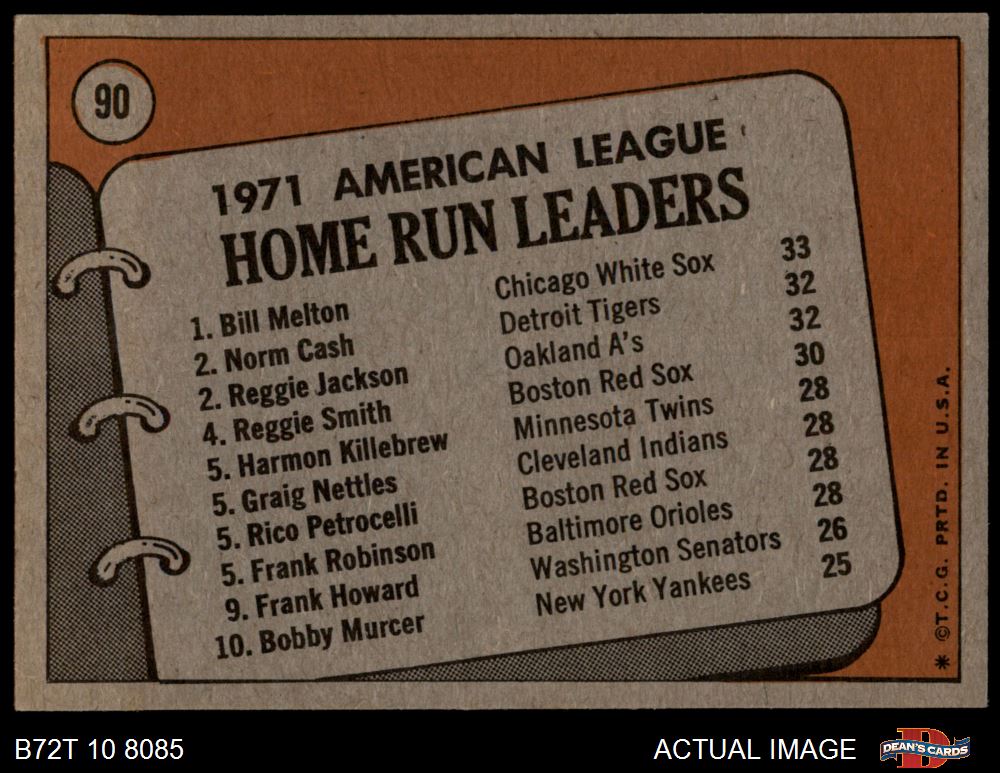 90
1971 AMERICAN LEAGUE
HOME RUN LEADERS
1. Bill Melton Chicago White Sox 33
2. Norm Cash Detroit Tigers 32
2. Reggie Jackson Oakland A's 32
4. Reggie Smith Boston Red Sox 30
5. Harmon Killebrew Minnesota Twins 28
5. Graig Nettles Cleveland Indians 28
5. Rico Petrocelli Boston Red Sox 28
5. Frank Robinson Baltimore Orioles 28
9. Frank Howard Washington Senators 26
10. Bobby Murcer New York Yankees 25
* ©T.C.G. PRTD. IN U.S.A.
B72T 10 8085
ACTUAL IMAGE
B
DEAN'S CARDS